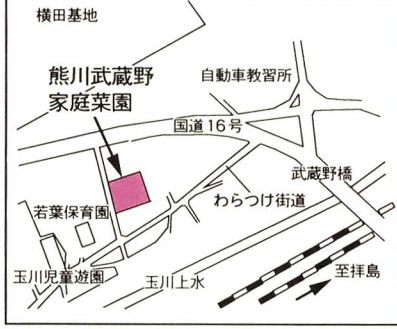 横田基地
熊川武蔵野
家庭菜園
自動車教習所
国道16号
武蔵野橋
わらつけ街道
若葉保育園
玉川児童遊園
玉川上水
至拝島